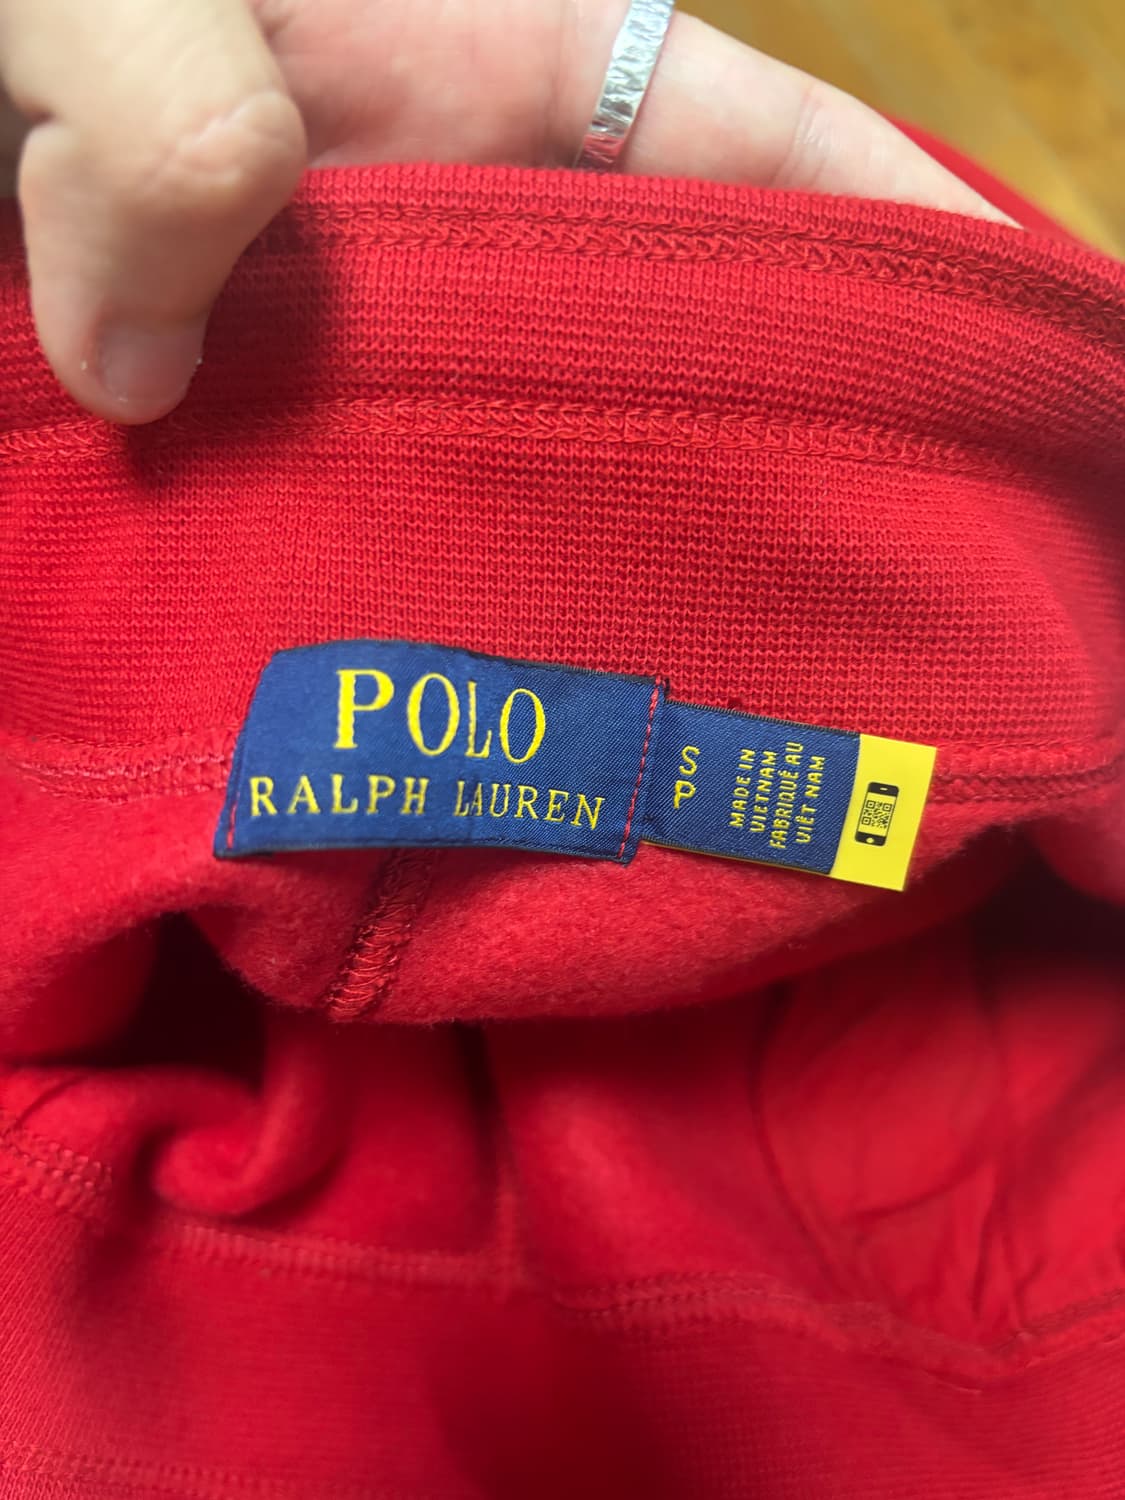 POLO
RALPH LAUREN
S
P
MADE IN
VIETNAM
FABRIQUÉ AU
VIÊT NAM